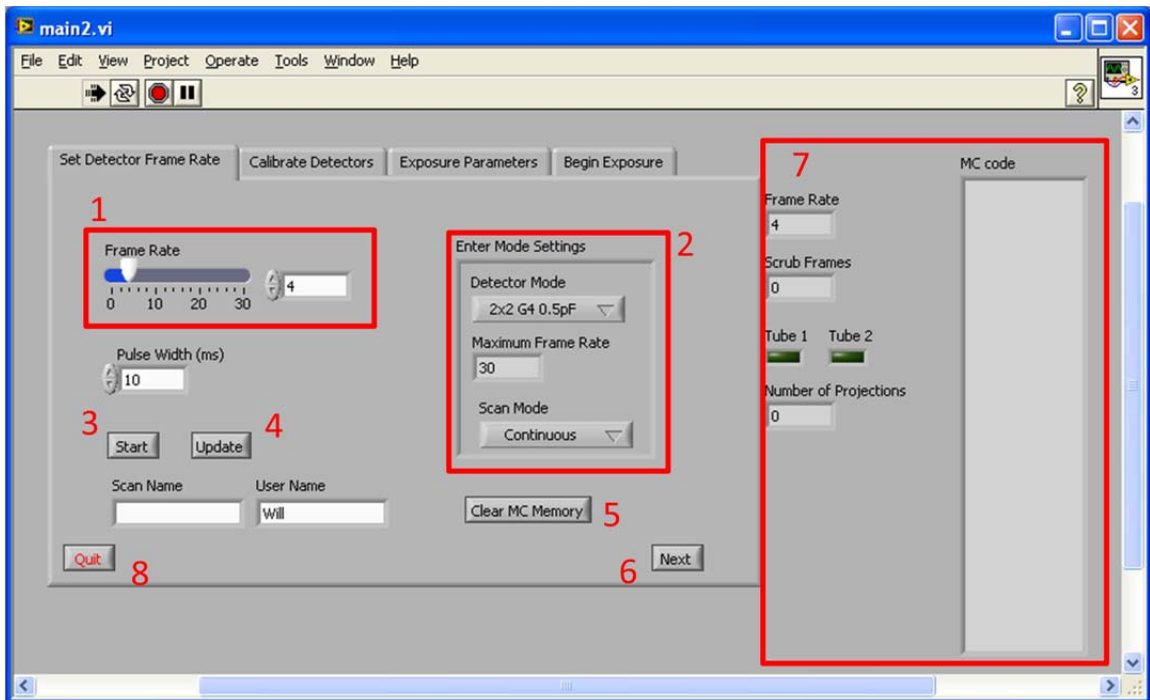 main2.vi
File Edit View Project Operate Tools Window Help
3
Set Detector Frame Rate Calibrate Detectors Exposure Parameters Begin Exposure
1
Frame Rate
4
0 10 20 30
Pulse Width (ms)
10
3
Start
Update
4
Scan Name User Name
Will
Quit
8
2
Enter Mode Settings
Detector Mode
2x2 G4 0.5pF
Maximum Frame Rate
30
Scan Mode
Continuous
Clear MC Memory
5
6
Next
7
MC code
Frame Rate
4
Scrub Frames
0
Tube 1 Tube 2
Number of Projections
0